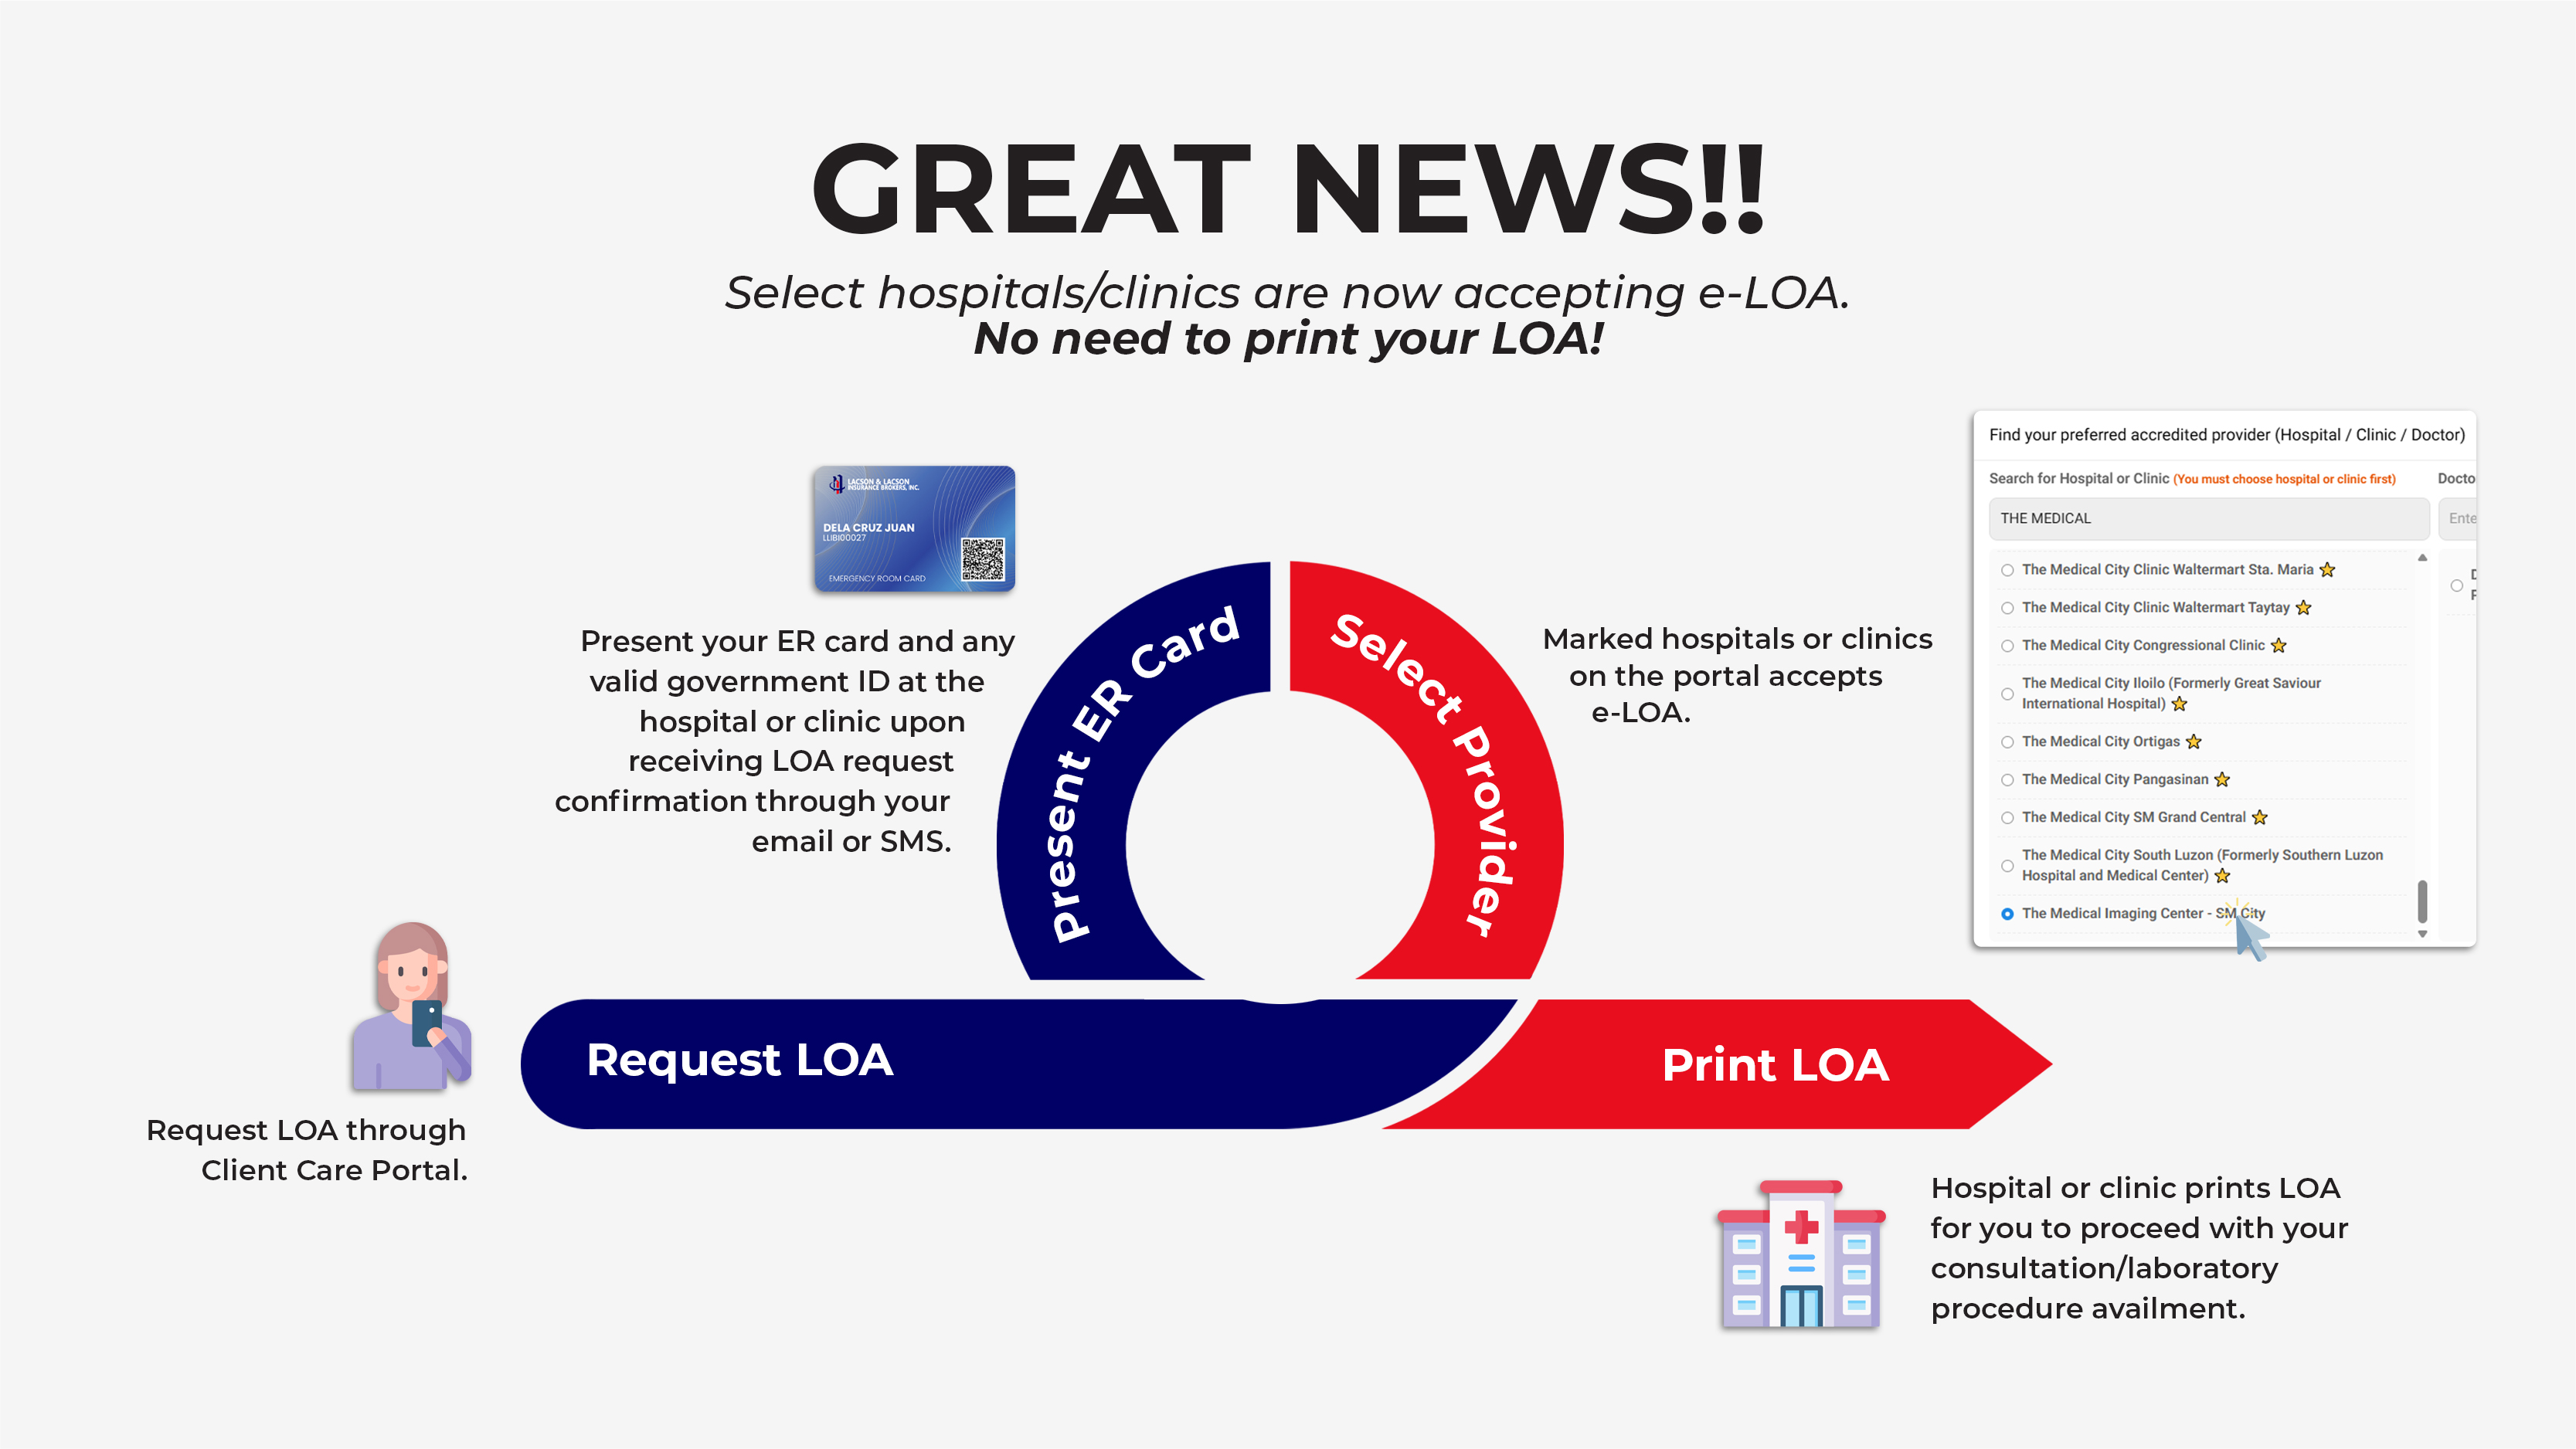 GREAT NEWS!!
Select hospitals/clinics are now accepting e-LOA.
No need to print your LOA!
LACSON & LACSON
INSURANCE BROKERS, INC.
DELA CRUZ JUAN
LLIBI00027
EMERGENCY ROOM CARD
Present your ER card and any
valid government ID at the
hospital or clinic upon
receiving LOA request
confirmation through your
email or SMS.
Present ER Card
Select Provider
Marked hospitals or clinics
on the portal accepts
e-LOA.
Find your preferred accredited provider (Hospital / Clinic / Doctor)
Search for Hospital or Clinic (You must choose hospital or clinic first)
Docto
THE MEDICAL
Ente
The Medical City Clinic Waltermart Sta. Maria
The Medical City Clinic Waltermart Taytay
The Medical City Congressional Clinic
The Medical City Iloilo (Formerly Great Saviour
International Hospital)
The Medical City Ortigas
The Medical City Pangasinan
The Medical City SM Grand Central
The Medical City South Luzon (Formerly Southern Luzon
Hospital and Medical Center)
The Medical Imaging Center - SM City
Request LOA
Print LOA
Request LOA through
Client Care Portal.
Hospital or clinic prints LOA
for you to proceed with your
consultation/laboratory
procedure availment.